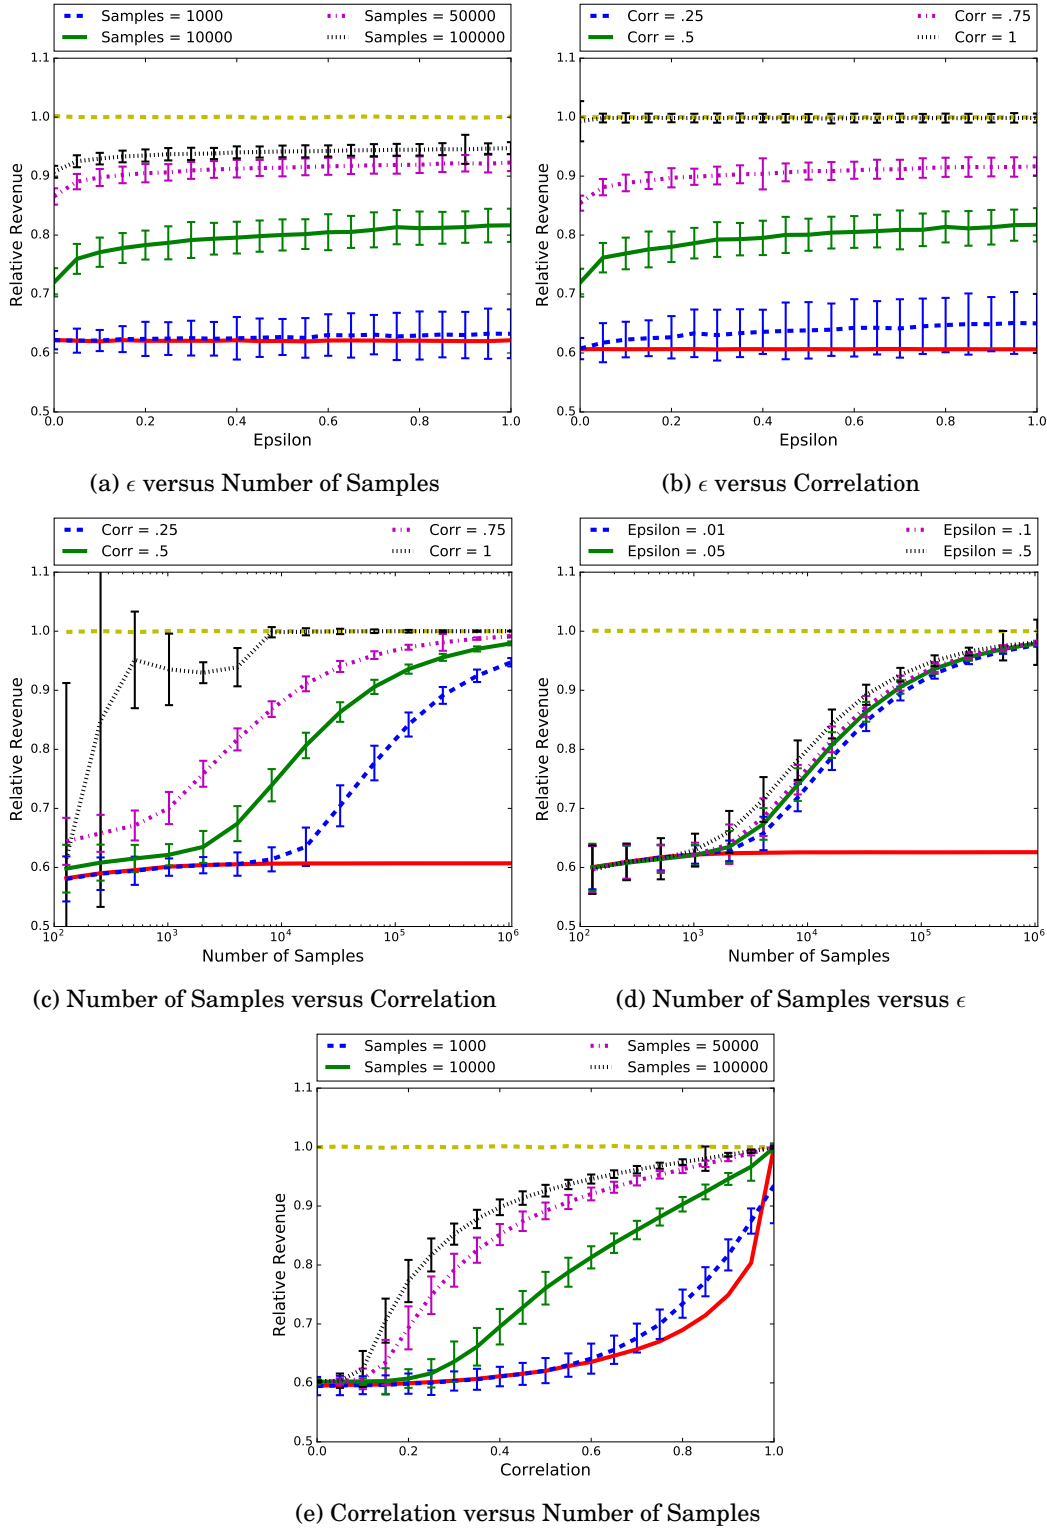 Samples = 1000 Samples = 50000
Samples = 10000 Samples = 100000
1.1
1.0
0.9
0.8
0.7
0.6
0.5
Relative Revenue
0.0 0.2 0.4 0.6 0.8 1.0
Epsilon
(a) ϵ versus Number of Samples
Corr = .25 Corr = .75
Corr = .5 Corr = 1
1.1
1.0
0.9
0.8
0.7
0.6
0.5
Relative Revenue
0.0 0.2 0.4 0.6 0.8 1.0
Epsilon
(b) ϵ versus Correlation
Corr = .25 Corr = .75
Corr = .5 Corr = 1
1.1
1.0
0.9
0.8
0.7
0.6
0.5
Relative Revenue
10² 10³ 10⁴ 10⁵ 10⁶
Number of Samples
(c) Number of Samples versus Correlation
Epsilon = .01 Epsilon = .1
Epsilon = .05 Epsilon = .5
1.1
1.0
0.9
0.8
0.7
0.6
0.5
Relative Revenue
10² 10³ 10⁴ 10⁵ 10⁶
Number of Samples
(d) Number of Samples versus ϵ
Samples = 1000 Samples = 50000
Samples = 10000 Samples = 100000
1.1
1.0
0.9
0.8
0.7
0.6
0.5
Relative Revenue
0.0 0.2 0.4 0.6 0.8 1.0
Correlation
(e) Correlation versus Number of Samples